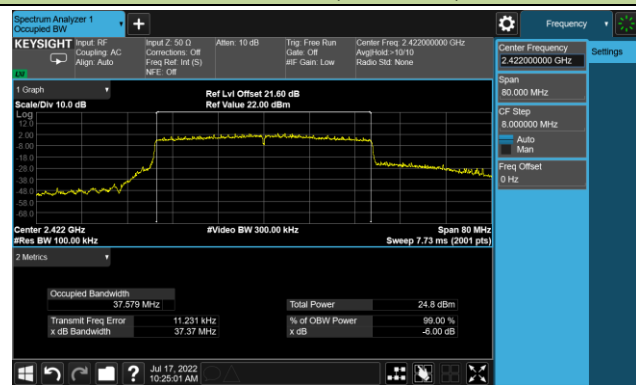 Spectrum Analyzer 1
Occupied BW
Frequency
KEYSIGHT
Input: RF
Coupling: AC
Align: Auto
Input Z: 50 Ω
Corrections: Off
Freq Ref: Int (S)
NFE: Off
Atten: 10 dB
Trig: Free Run
Gate: Off
#IF Gain: Low
Center Freq: 2.422000000 GHz
Avg|Hold:>10/10
Radio Std: None
Center Frequency
2.422000000 GHz
Settings
Span
80.000 MHz
CF Step
8.000000 MHz
Auto
Man
Freq Offset
0 Hz
1 Graph
Scale/Div 10.0 dB
Ref Lvl Offset 21.60 dB
Ref Value 22.00 dBm
Log
12.0
2.00
-8.00
-18.0
-28.0
-38.0
-48.0
-58.0
-68.0
Center 2.422 GHz
#Video BW 300.00 kHz
Span 80 MHz
#Res BW 100.00 kHz
Sweep 7.73 ms (2001 pts)
2 Metrics
Occupied Bandwidth
37.579 MHz
Total Power
24.8 dBm
Transmit Freq Error
11.231 kHz
% of OBW Power
99.00 %
x dB Bandwidth
37.37 MHz
x dB
-6.00 dB
?
Jul 17, 2022
10:25:01 AM